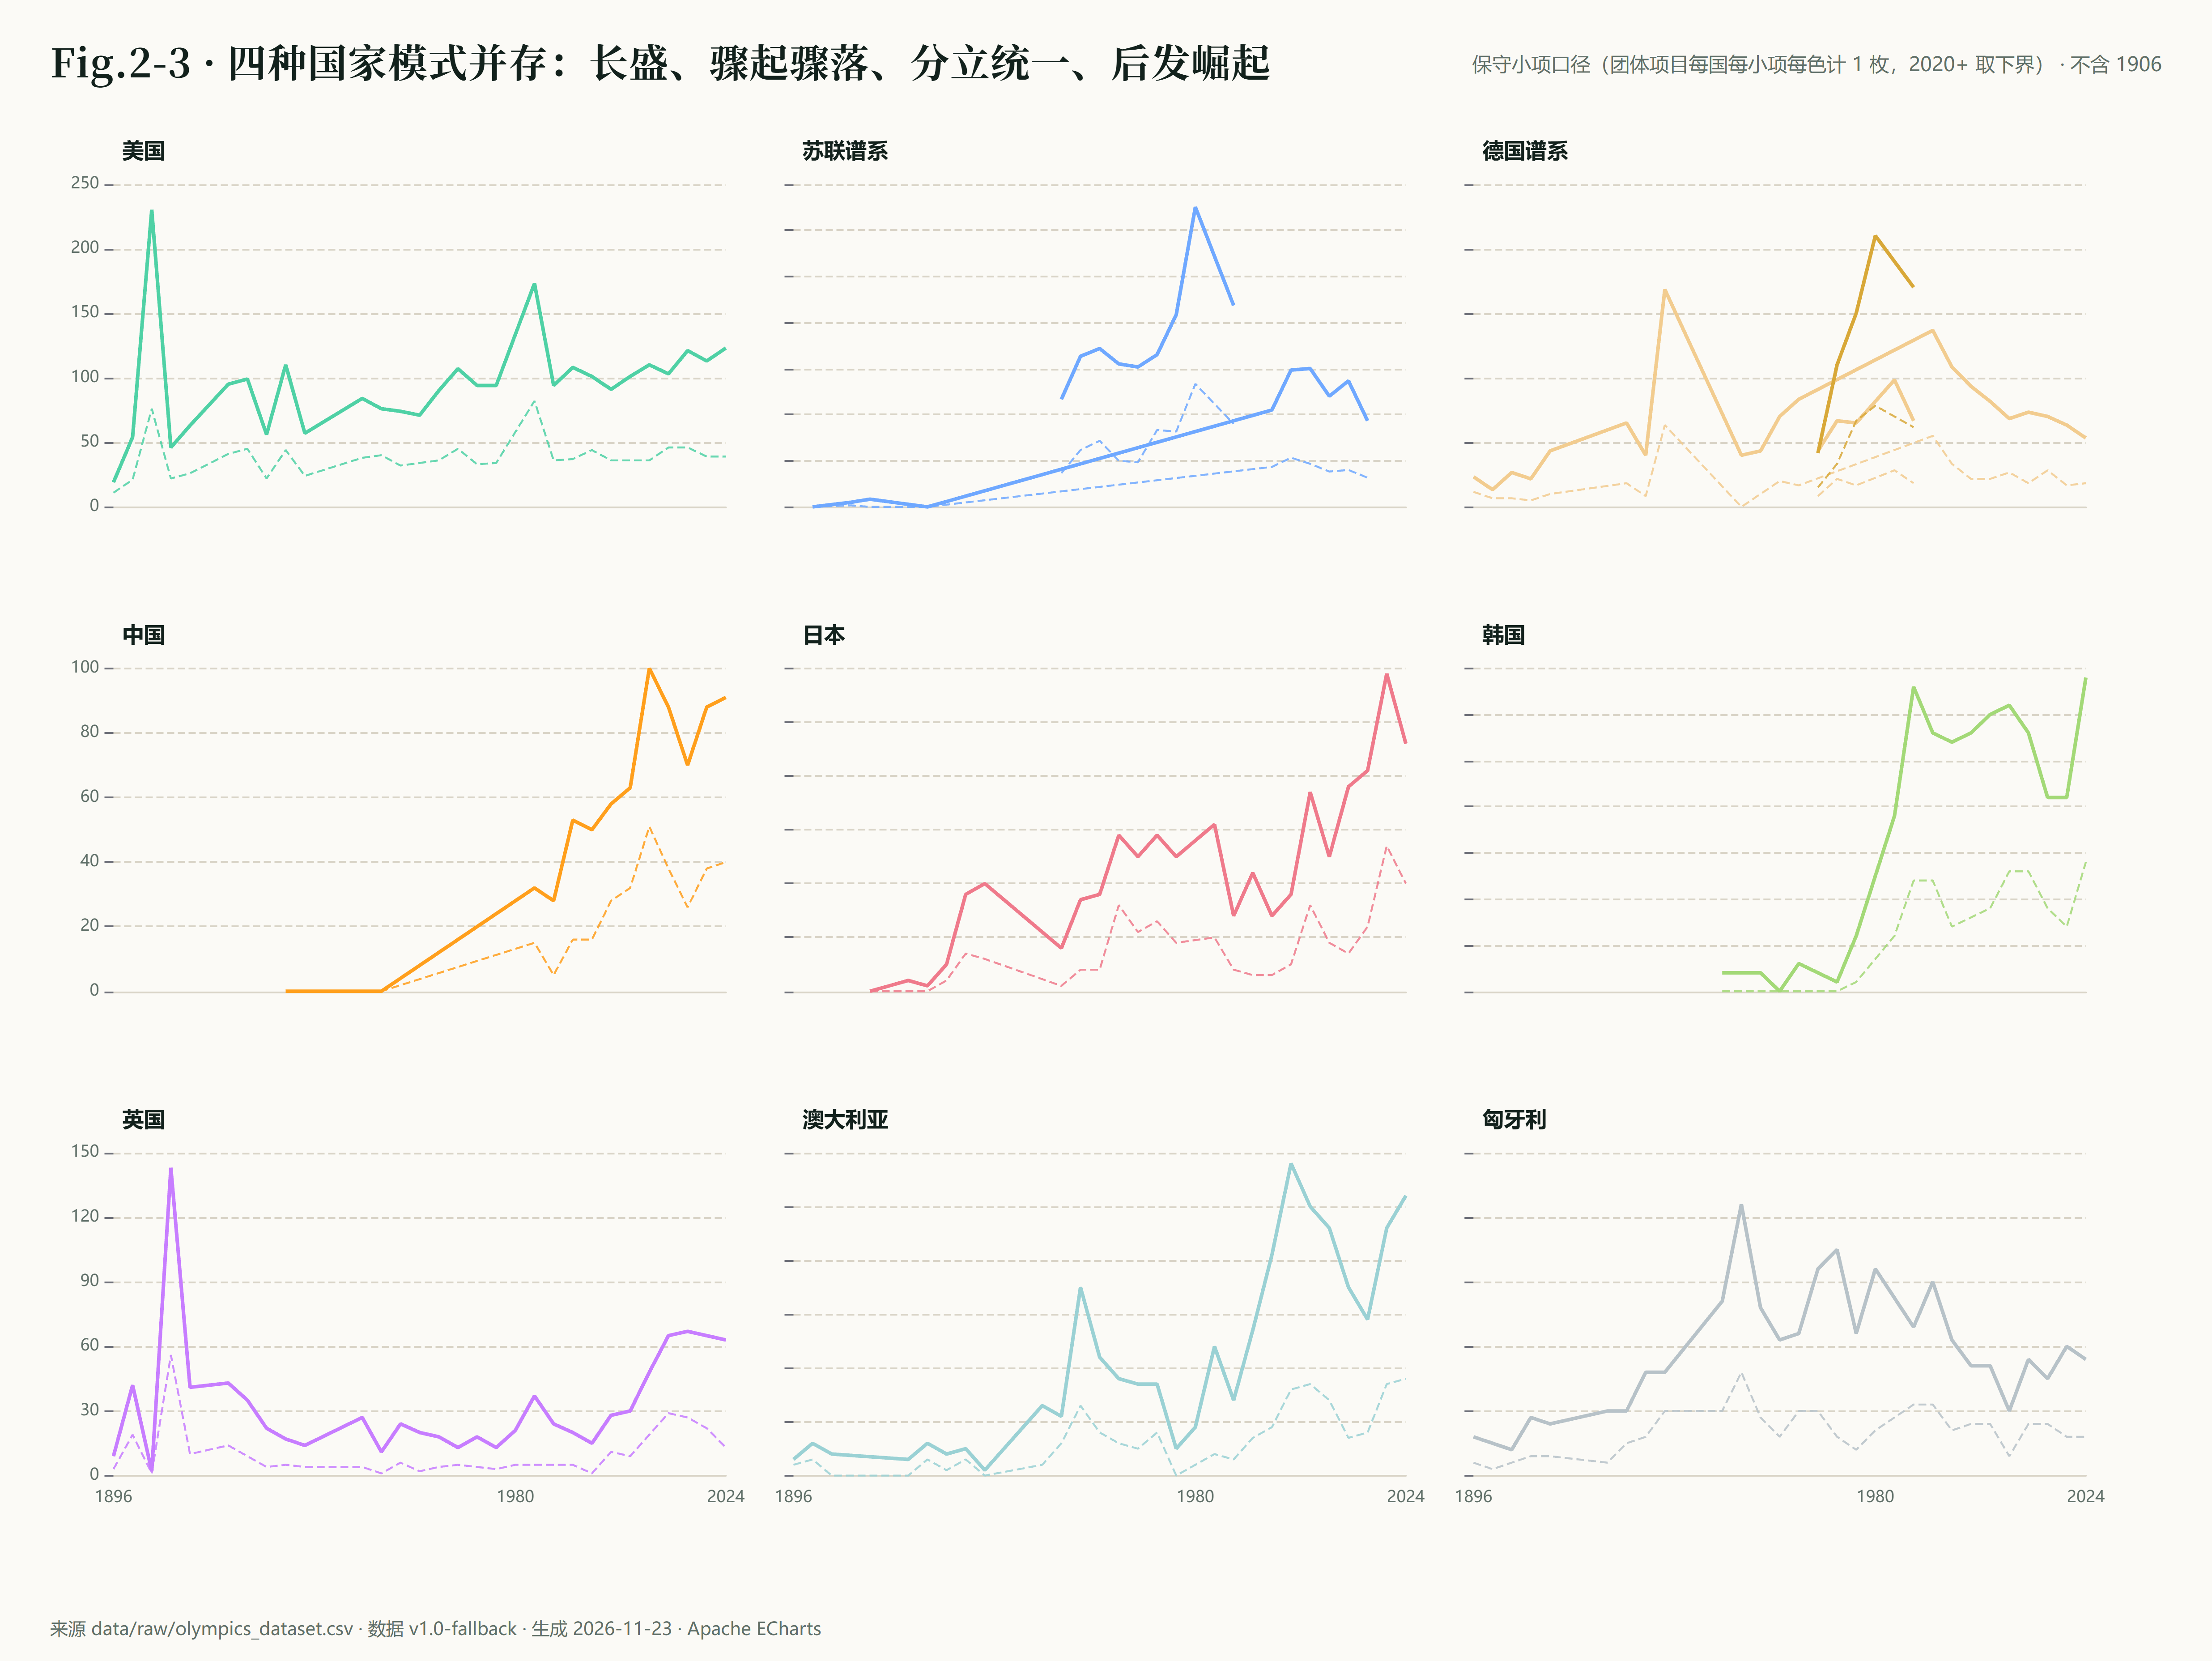 Fig.2-3 · 四种国家模式并存：长盛、骤起骤落、分立统一、后发崛起
保守小项口径（团体项目每国每小项每色计 1 枚，2020+ 取下界） · 不含 1906
美国
苏联谱系
德国谱系
250
200
150
100
50
0
中国
日本
韩国
100
80
60
40
20
0
英国
澳大利亚
匈牙利
150
120
90
60
30
0
1896 1980 2024
1896 1980 2024
1896 1980 2024
来源 data/raw/olympics_dataset.csv · 数据 v1.0-fallback · 生成 2026-11-23 · Apache ECharts